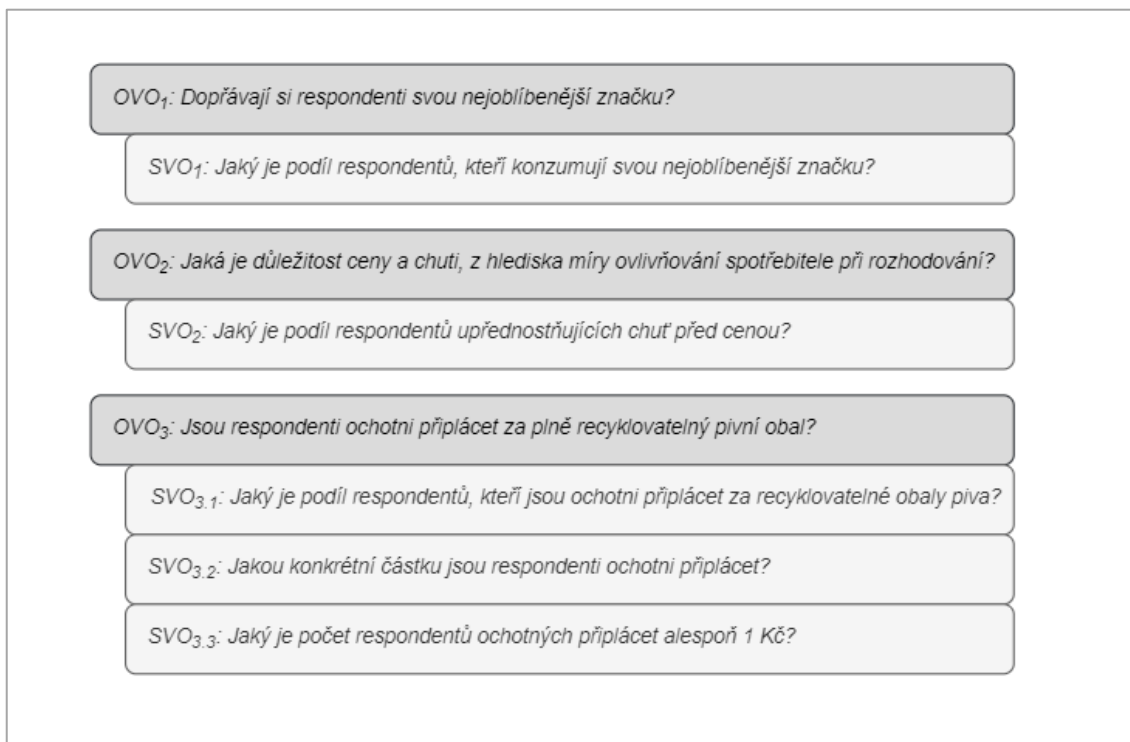 OVO₁: Dopřávají si respondenti svou nejoblíbenější značku?
SVO₁: Jaký je podíl respondentů, kteří konzumují svou nejoblíbenější značku?
OVO₂: Jaká je důležitost ceny a chuti, z hlediska míry ovlivňování spotřebitele při rozhodování?
SVO₂: Jaký je podíl respondentů upřednostňujících chuť před cenou?
OVO₃: Jsou respondenti ochotni připlácet za plně recyklovatelný pivní obal?
SVO₃.₁: Jaký je podíl respondentů, kteří jsou ochotni připlácet za recyklovatelné obaly piva?
SVO₃.₂: Jakou konkrétní částku jsou respondenti ochotni připlácet?
SVO₃.₃: Jaký je počet respondentů ochotných připlácet alespoň 1 Kč?